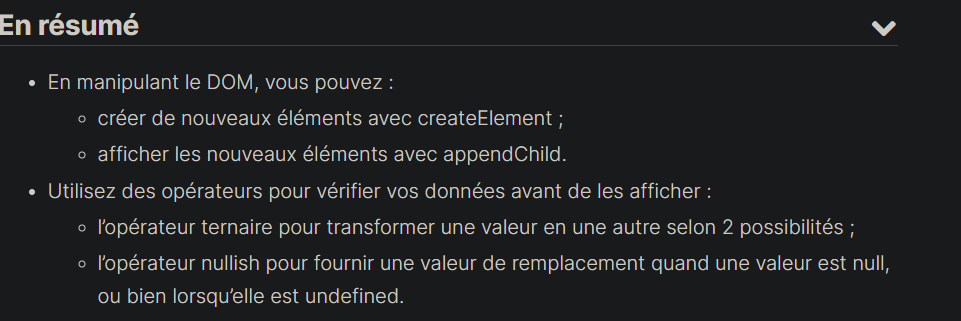 En résumé
En manipulant le DOM, vous pouvez :
créer de nouveaux éléments avec createElement ;
afficher les nouveaux éléments avec appendChild.
Utilisez des opérateurs pour vérifier vos données avant de les afficher :
l’opérateur ternaire pour transformer une valeur en une autre selon 2 possibilités ;
l’opérateur nullish pour fournir une valeur de remplacement quand une valeur est null,
ou bien lorsqu’elle est undefined.